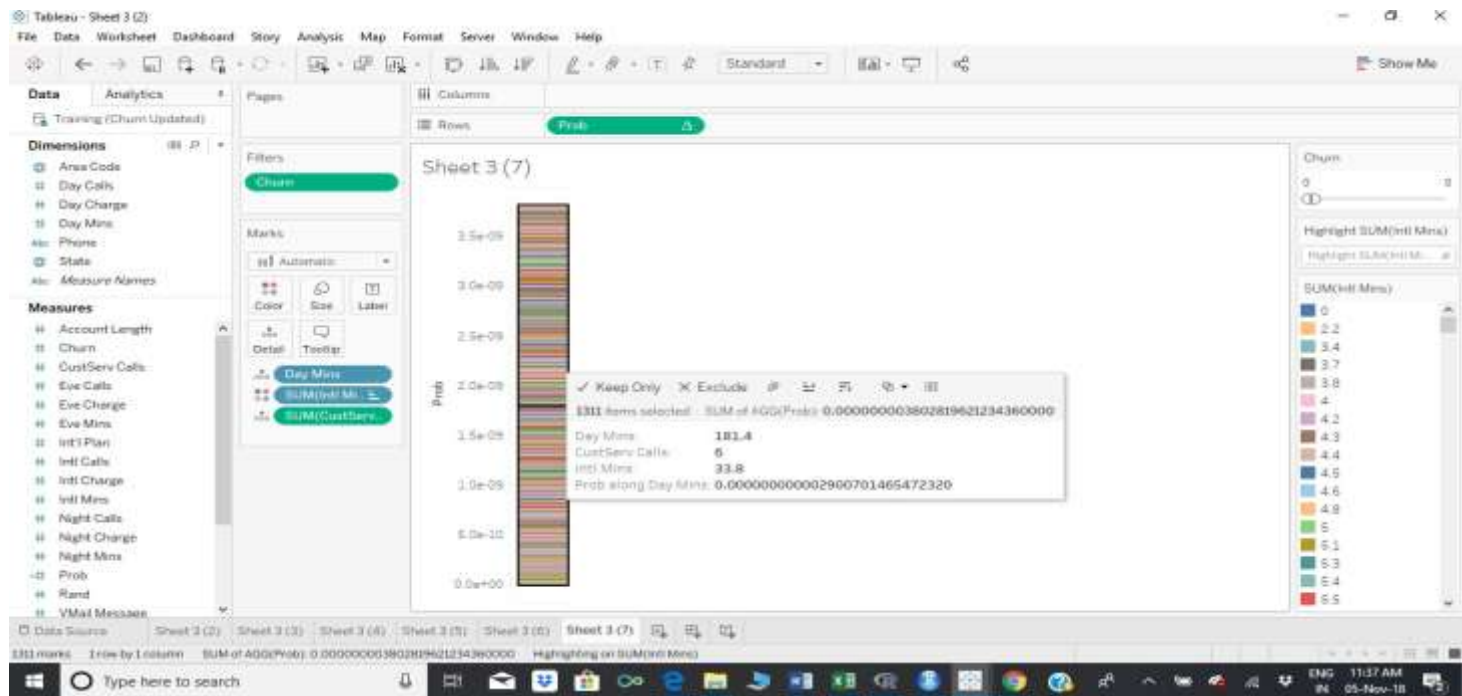 Tableau - Sheet 3 (2)
File Data Worksheet Dashboard Story Analysis Map Format Server Window Help
Standard
Show Me
Data Analytics
Pages
Columns
Training (Churn Updated)
Rows
Prob
Dimensions
Area Code
Day Calls
Day Charge
Day Mins
Abc Phone
State
Abc Measure Names
Measures
Account Length
Churn
CustServ Calls
Eve Calls
Eve Charge
Eve Mins
Int'l Plan
Intl Calls
Intl Charge
Intl Mins
Night Calls
Night Charge
Night Mins
Prob
Rand
VMail Message
Filters
Churn
Marks
Automatic
Color Size Label
Detail Tooltip
Day Mins
SUM(Intl Mi..
SUM(CustServ..
Sheet 3 (7)
3.5e-09
3.0e-09
2.5e-09
2.0e-09
1.5e-09
1.0e-09
5.0e-10
0.0e+00
Prob
Keep Only Exclude
1311 items selected SUM of AGG(Prob): 0.000000003802819621234360000
Day Mins: 181.4
CustServ Calls: 6
Intl Mins: 33.8
Prob along Day Mins: 0.000000000002900701465472320
Churn
0
Highlight SUM(Intl Mins)
Highlight SUM(Intl M...
SUM(Intl Mins)
0
2.2
3.4
3.7
3.8
4
4.2
4.3
4.4
4.5
4.6
4.8
5
5.1
5.3
5.4
5.5
Data Source Sheet 3 (2) Sheet 3 (3) Sheet 3 (4) Sheet 3 (5) Sheet 3 (6) Sheet 3 (7)
1311 marks 1 row by 1 column SUM of AGG(Prob): Highlighting on SUM(Intl Mins)
Type here to search
ENG 11:37 AM
IN -Nov-18